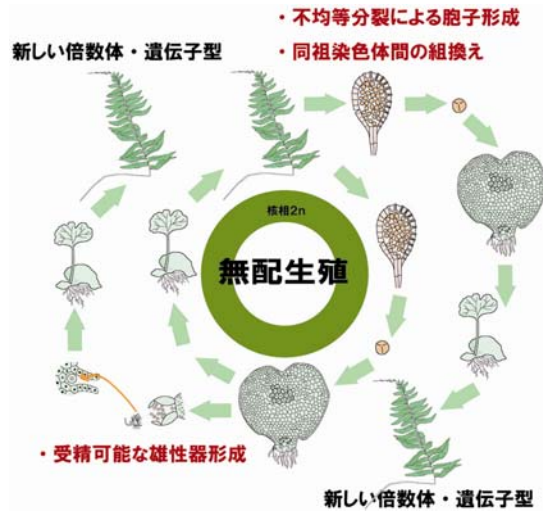 ・不均等分裂による胞子形成
・同祖染色体間の組換え
新しい倍数体・遺伝子型
核相2n
無配生殖
・受精可能な雄性器形成
新しい倍数体・遺伝子型